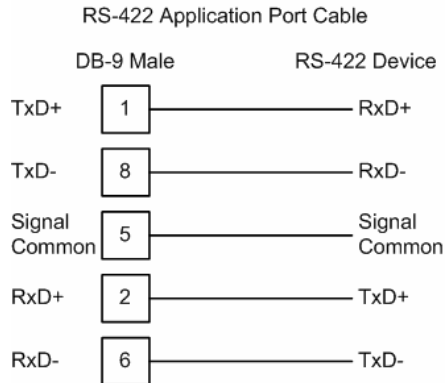 RS-422 Application Port Cable
DB-9 Male RS-422 Device
TxD+ 1 RxD+
TxD- 8 RxD-
Signal Common 5 Signal Common
RxD+ 2 TxD+
RxD- 6 TxD-